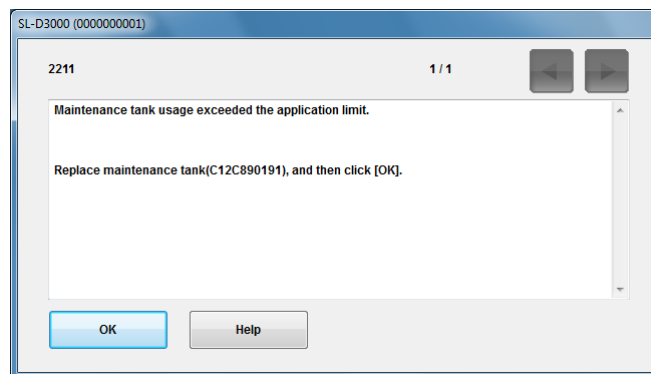 SL-D3000 (0000000001)
2211 1 / 1
Maintenance tank usage exceeded the application limit.
Replace maintenance tank(C12C890191), and then click [OK].
OK Help